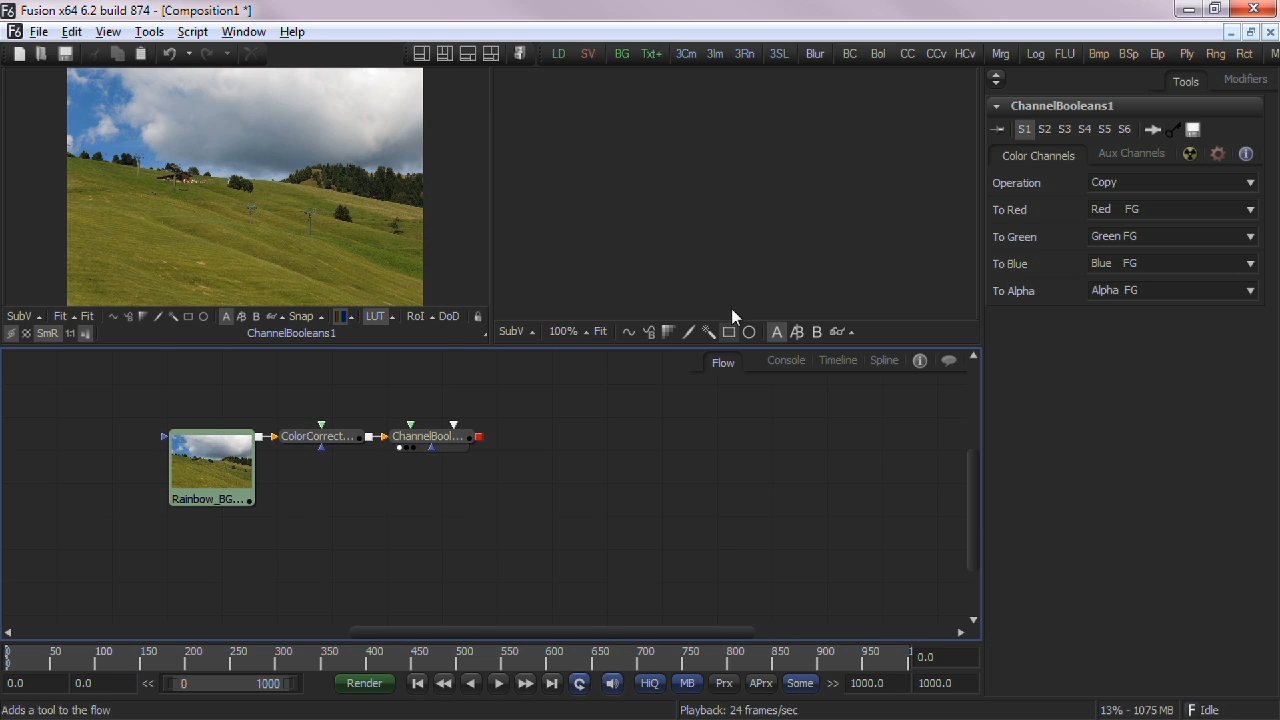 Fusion x64 6.2 build 874 - [Composition1 *]
File Edit View Tools Script Window Help
LD SV BG Txt+ 3Cm 3Im 3Rn 3SL Blur BC Bol CC CCv HCv Mrg Log FLU Bmp BSp Elp Ply Rng Rct M
Tools Modifiers
ChannelBooleans1
S1 S2 S3 S4 S5 S6
Color Channels Aux Channels
Operation Copy
To Red Red FG
To Green Green FG
To Blue Blue FG
To Alpha Alpha FG
SubV Fit Fit A B Snap LUT RoI DoD
SmR 1:1 ChannelBooleans1
SubV 100% Fit A B
Flow Console Timeline Spline
ColorCorrect... ChannelBool...
Rainbow_BG...
0 50 100 150 200 250 300 350 400 450 500 550 600 650 700 750 800 850 900 950 1 0.0
0.0 0.0 << 0 1000 Render HiQ MB Prx APrx Some >> 1000.0 1000.0
Adds a tool to the flow Playback: 24 frames/sec 13% - 1075 MB Idle